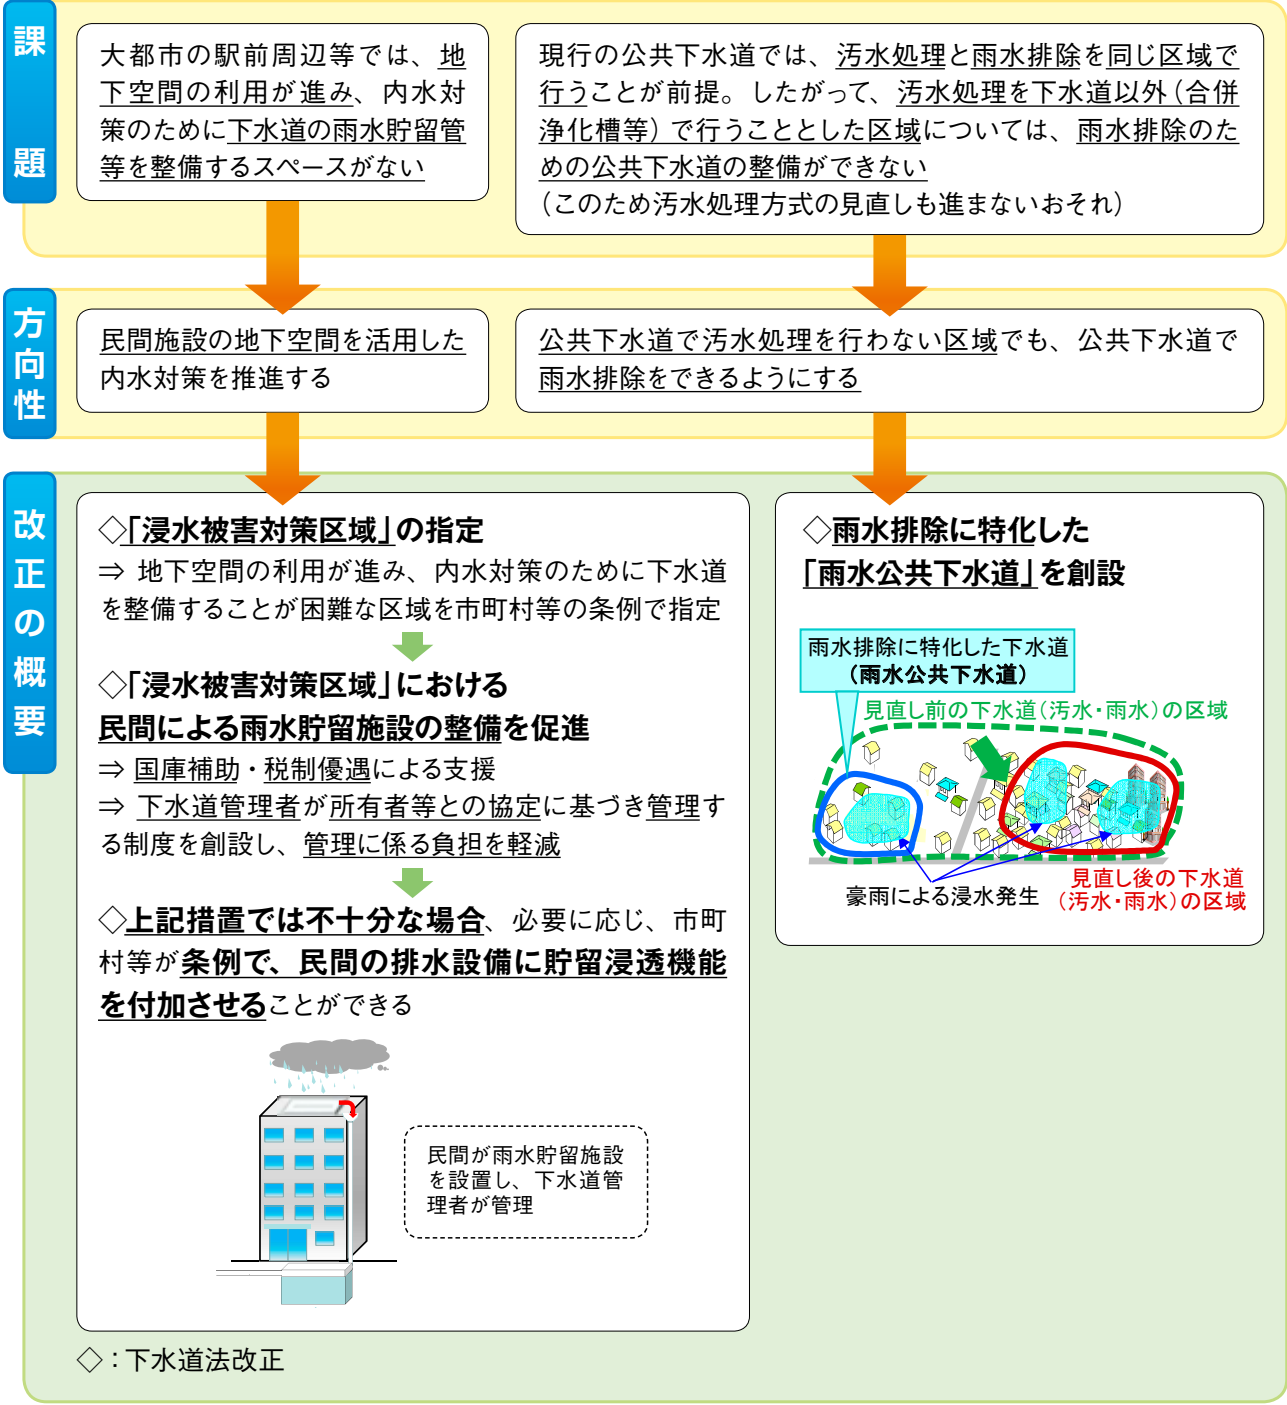 課題
大都市の駅前周辺等では、地
下空間の利用が進み、内水対
策のために下水道の雨水貯留管
等を整備するスペースがない
現行の公共下水道では、汚水処理と雨水排除を同じ区域で
行うことが前提。したがって、汚水処理を下水道以外（合併
浄化槽等）で行うこととした区域については、雨水排除のた
めの公共下水道の整備ができない
（このため汚水処理方式の見直しも進まないおそれ）
方向性
民間施設の地下空間を活用した
内水対策を推進する
公共下水道で汚水処理を行わない区域でも、公共下水道で
雨水排除をできるようにする
改正の概要
◇「浸水被害対策区域」の指定
⇒ 地下空間の利用が進み、内水対策のために下水道
を整備することが困難な区域を市町村等の条例で指定
◇「浸水被害対策区域」における
民間による雨水貯留施設の整備を促進
⇒ 国庫補助・税制優遇による支援
⇒ 下水道管理者が所有者等との協定に基づき管理す
る制度を創設し、管理に係る負担を軽減
◇上記措置では不十分な場合、必要に応じ、市町
村等が条例で、民間の排水設備に貯留浸透機能
を付加させることができる
民間が雨水貯留施設
を設置し、下水道管
理者が管理
◇雨水排除に特化した
「雨水公共下水道」を創設
雨水排除に特化した下水道
（雨水公共下水道）
見直し前の下水道（汚水・雨水）の区域
豪雨による浸水発生
見直し後の下水道
（汚水・雨水）の区域
◇：下水道法改正